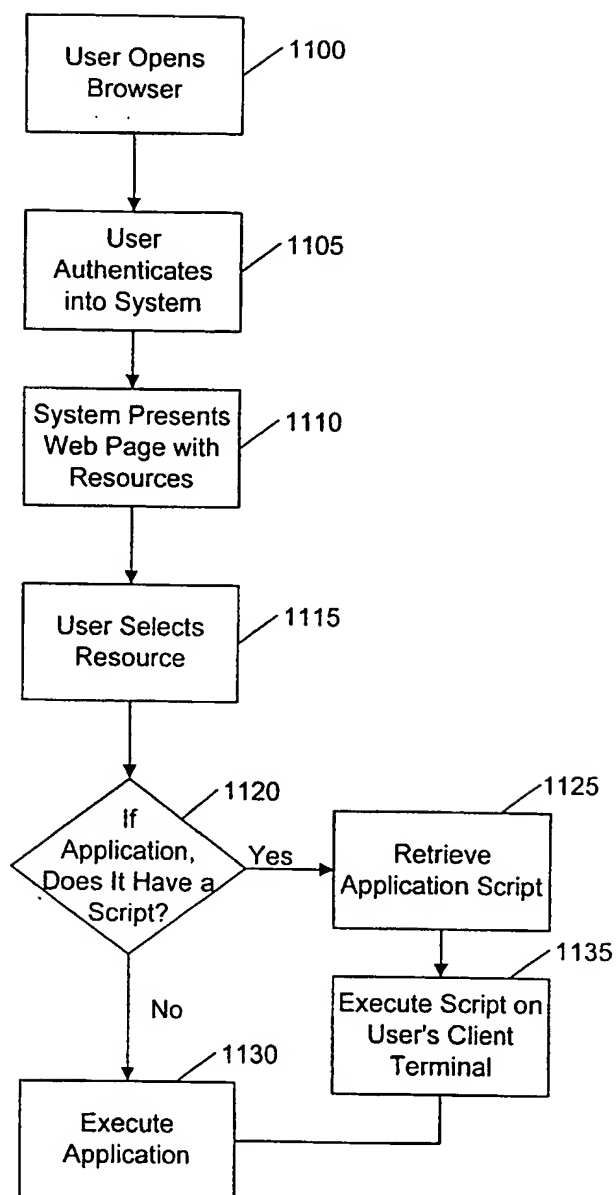 User Opens
Browser
1100
User
Authenticates
into System
1105
System Presents
Web Page with
Resources
1110
User Selects
Resource
1115
If
Application,
Does It Have a
Script?
1120
Yes
Retrieve
Application Script
1125
No
Execute Script on
User's Client
Terminal
1135
Execute
Application
1130